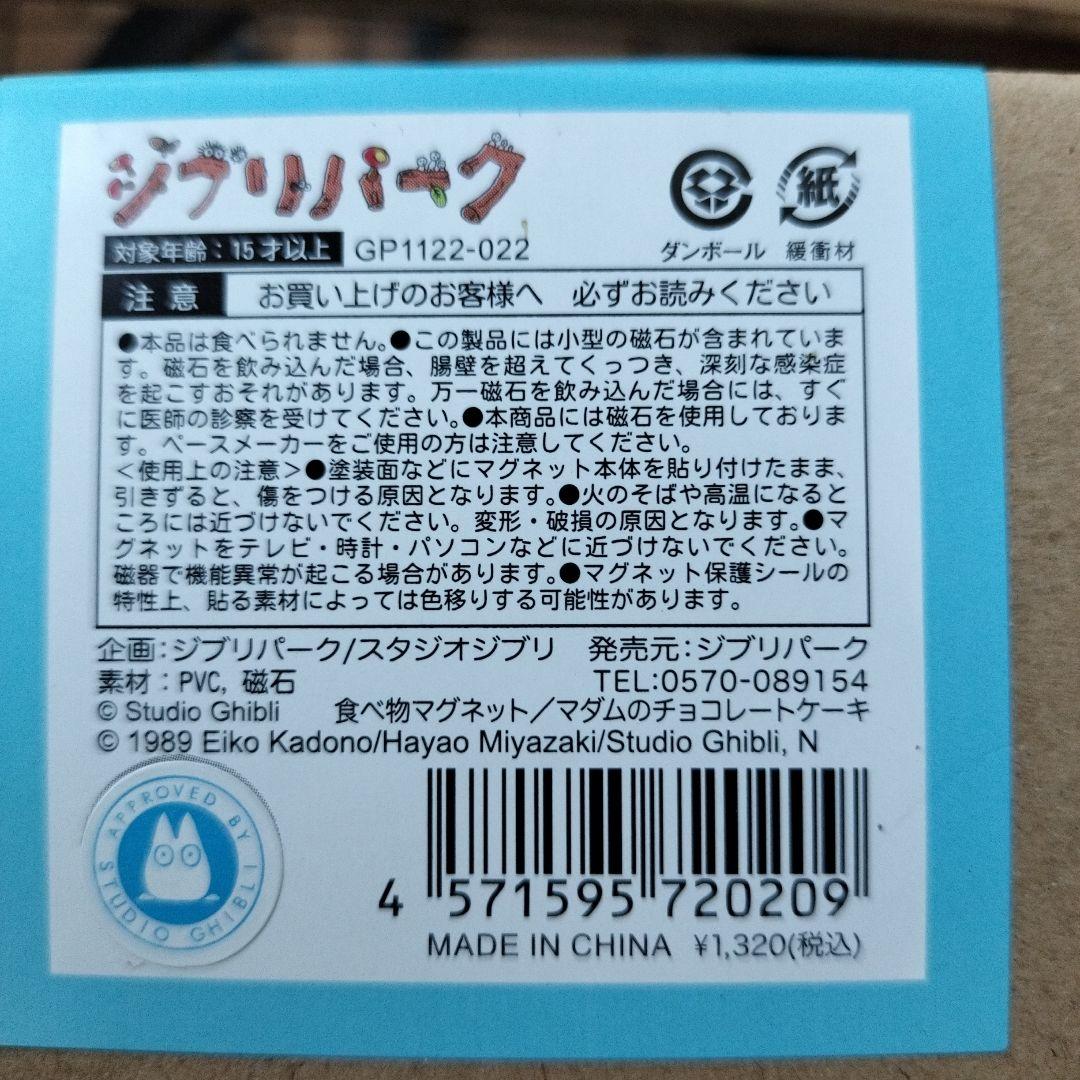 ジブリパーク
ダンボール 紙 緩衝材
対象年齢：15才以上 GP1122-022
注意 お買い上げのお客様へ 必ずお読みください
●本品は食べられません。●この製品には小型の磁石が含まれていま
す。磁石を飲み込んだ場合、腸壁を超えてくっつき、深刻な感染症
を起こすおそれがあります。万一磁石を飲み込んだ場合には、すぐ
に医師の診察を受けてください。●本商品には磁石を使用しておりま
す。ペースメーカーをご使用の方は注意してください。
＜使用上の注意＞●塗装面などにマグネット本体を貼り付けたまま、
引きずると、傷をつける原因となります。●火のそばや高温になると
ころには近づけないでください。変形・破損の原因となります。●マ
グネットをテレビ・時計・パソコンなどに近づけないでください。
磁器で機能異常が起こる場合があります。●マグネット保護シールの
特性上、貼る素材によっては色移りする可能性があります。
企画：ジブリパーク/スタジオジブリ 発売元：ジブリパーク
素材：PVC, 磁石 TEL:0570-089154
© Studio Ghibli 食べ物マグネット／マダムのチョコレートケーキ
© 1989 Eiko Kadono/Hayao Miyazaki/Studio Ghibli, N
APPROVED BY STUDIO GHIBLI
4 571595 720209
MADE IN CHINA ¥1,320(税込)